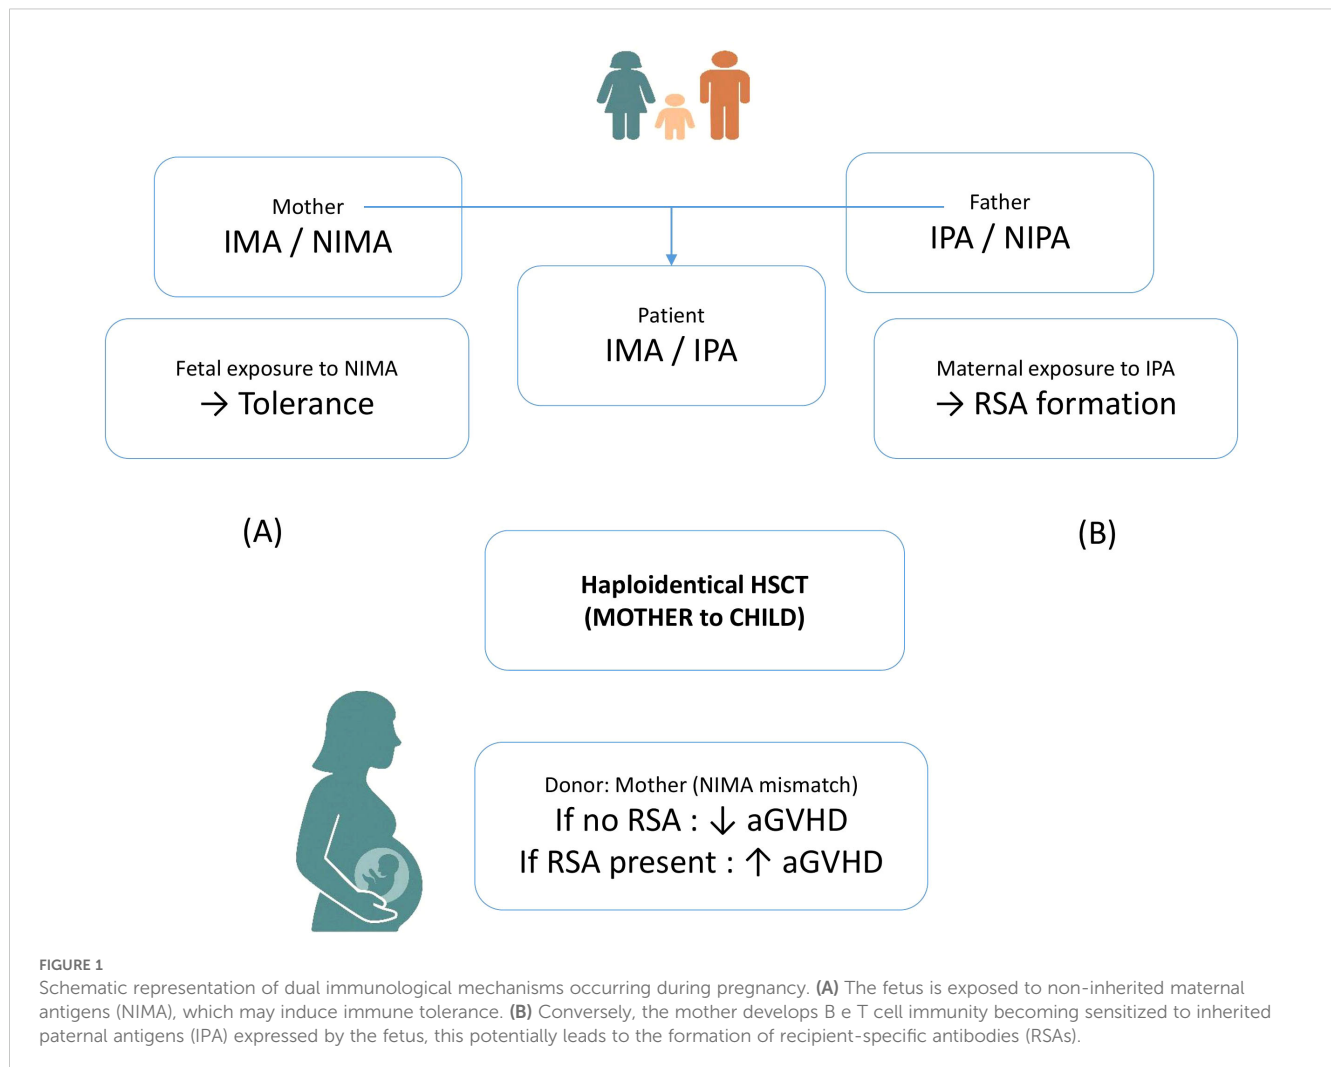 Mother
IMA / NIMA
Father
IPA / NIPA
Patient
IMA / IPA
Fetal exposure to NIMA
→ Tolerance
Maternal exposure to IPA
→ RSA formation
(A)
(B)
Haploidentical HSCT
(MOTHER to CHILD)
Donor: Mother (NIMA mismatch)
If no RSA : ↓ aGVHD
If RSA present : ↑ aGVHD
FIGURE 1
Schematic representation of dual immunological mechanisms occurring during pregnancy. (A) The fetus is exposed to non-inherited maternal
antigens (NIMA), which may induce immune tolerance. (B) Conversely, the mother develops B e T cell immunity becoming sensitized to inherited
paternal antigens (IPA) expressed by the fetus, this potentially leads to the formation of recipient-specific antibodies (RSAs).